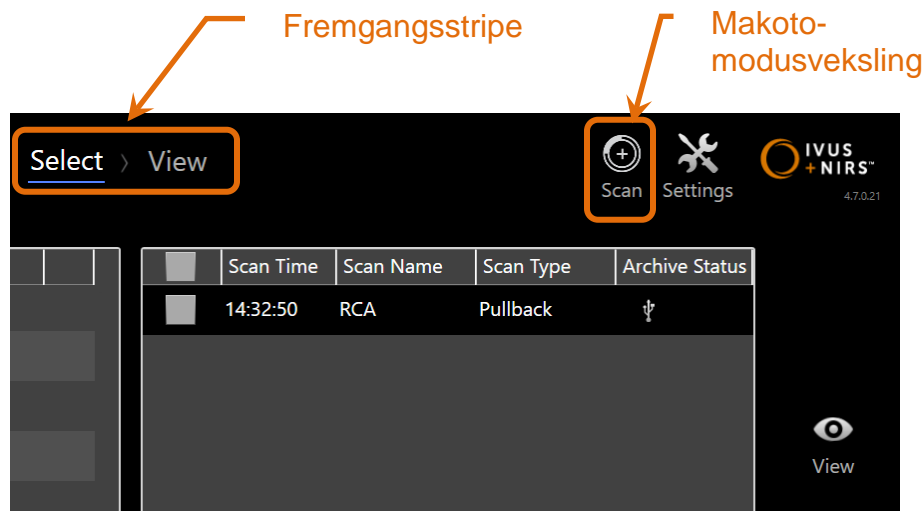 Fremgangsstripe
Makoto-
modusveksling
Select › View
Scan
Settings
IVUS
+NIRS™
4.7.0.21
Scan Time Scan Name Scan Type Archive Status
14:32:50 RCA Pullback
View